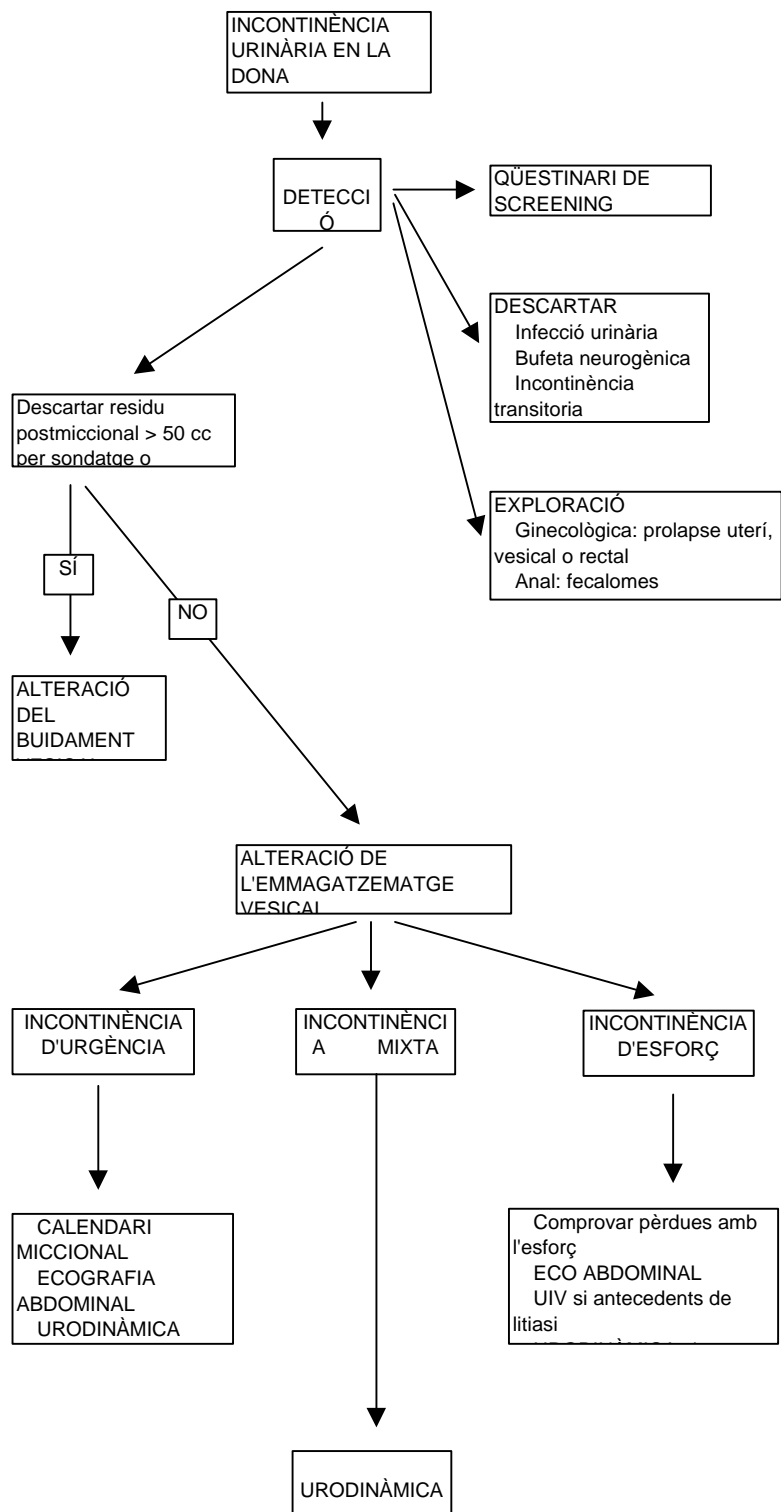 INCONTINÈNCIA
URINÀRIA EN LA
DONA
DETECCI
Ó
QÜESTINARI DE
SCREENING
DESCARTAR
Infecció urinària
Bufeta neurogènica
Incontinència
transitoria
Descartar residu
postmiccional > 50 cc
per sondatge o
EXPLORACIÓ
Ginecològica: prolapse uterí,
vesical o rectal
Anal: fecalomes
SÍ
NO
ALTERACIÓ
DEL
BUIDAMENT
ALTERACIÓ DE
L'EMMAGATZEMATGE
VESICAL
INCONTINÈNCIA
D'URGÈNCIA
INCONTINÈNCI
A MIXTA
INCONTINÈNCIA
D'ESFORÇ
CALENDARI
MICCIONAL
ECOGRAFIA
ABDOMINAL
URODINÀMICA
Comprovar pèrdues amb
l'esforç
ECO ABDOMINAL
UIV si antecedents de
litiasi
URODINÀMICA